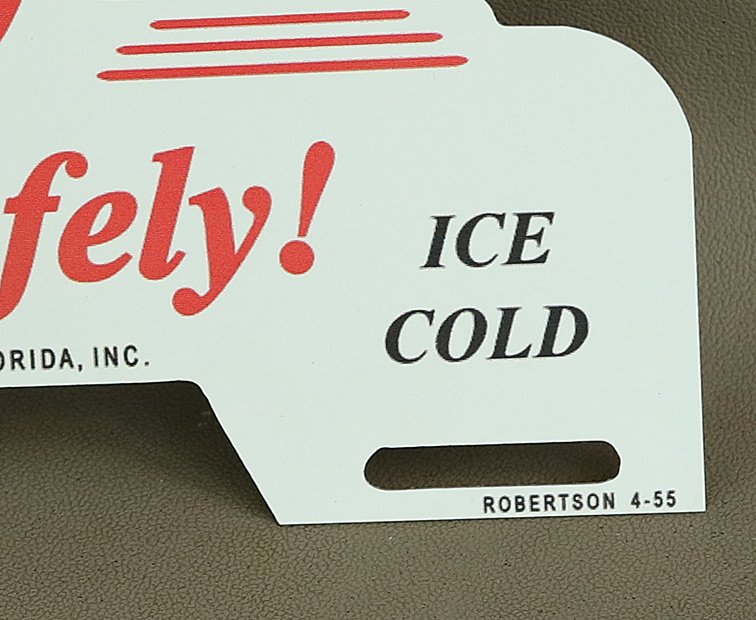 fely!
ICE
COLD
ORIDA, INC.
ROBERTSON 4-55